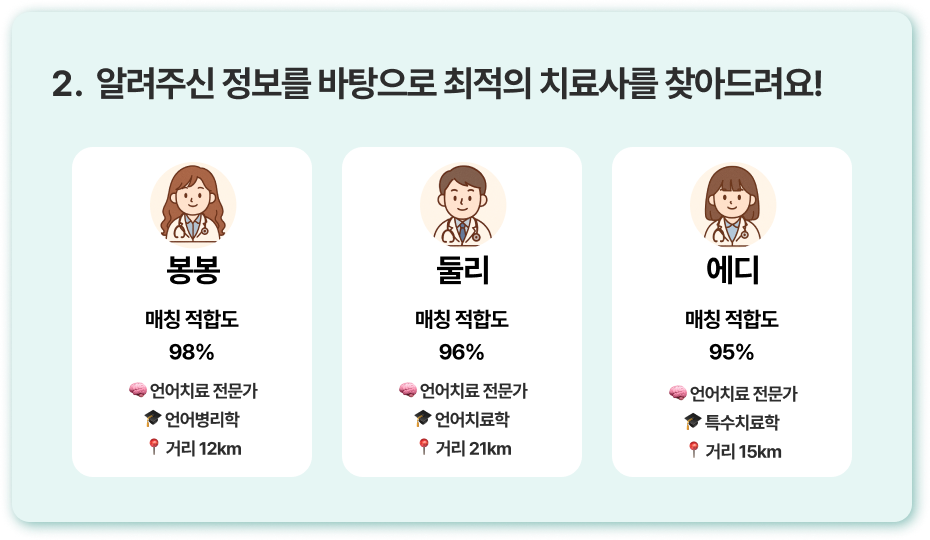 2. 알려주신 정보를 바탕으로 최적의 치료사를 찾아드려요!
봉봉
매칭 적합도
98%
🧠 언어치료 전문가
🎓 언어병리학
📍 거리 12km
둘리
매칭 적합도
96%
🧠 언어치료 전문가
🎓 언어치료학
📍 거리 21km
에디
매칭 적합도
95%
🧠 언어치료 전문가
🎓 특수치료학
📍 거리 15km